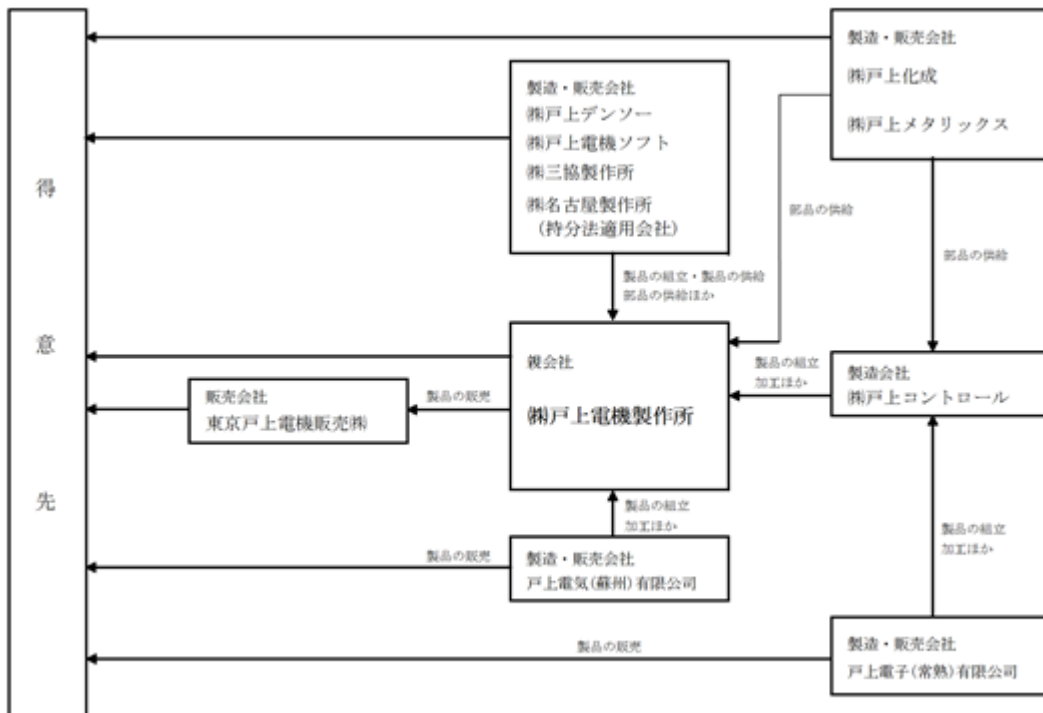 得意先
製造・販売会社
㈱戸上化成
㈱戸上メタリックス
製造・販売会社
㈱戸上デンソー
㈱戸上電機ソフト
㈱三協製作所
㈱名古屋製作所
(持分法適用会社)
部品の供給
部品の供給
製品の組立・製品の供給
部品の供給ほか
親会社
㈱戸上電機製作所
製品の組立
加工ほか
製造会社
㈱戸上コントロール
製品の販売
販売会社
東京戸上電機販売㈱
製品の組立
加工ほか
製品の組立
加工ほか
製品の販売
製造・販売会社
戸上電気(蘇州)有限公司
製品の販売
製造・販売会社
戸上電子(常熟)有限公司